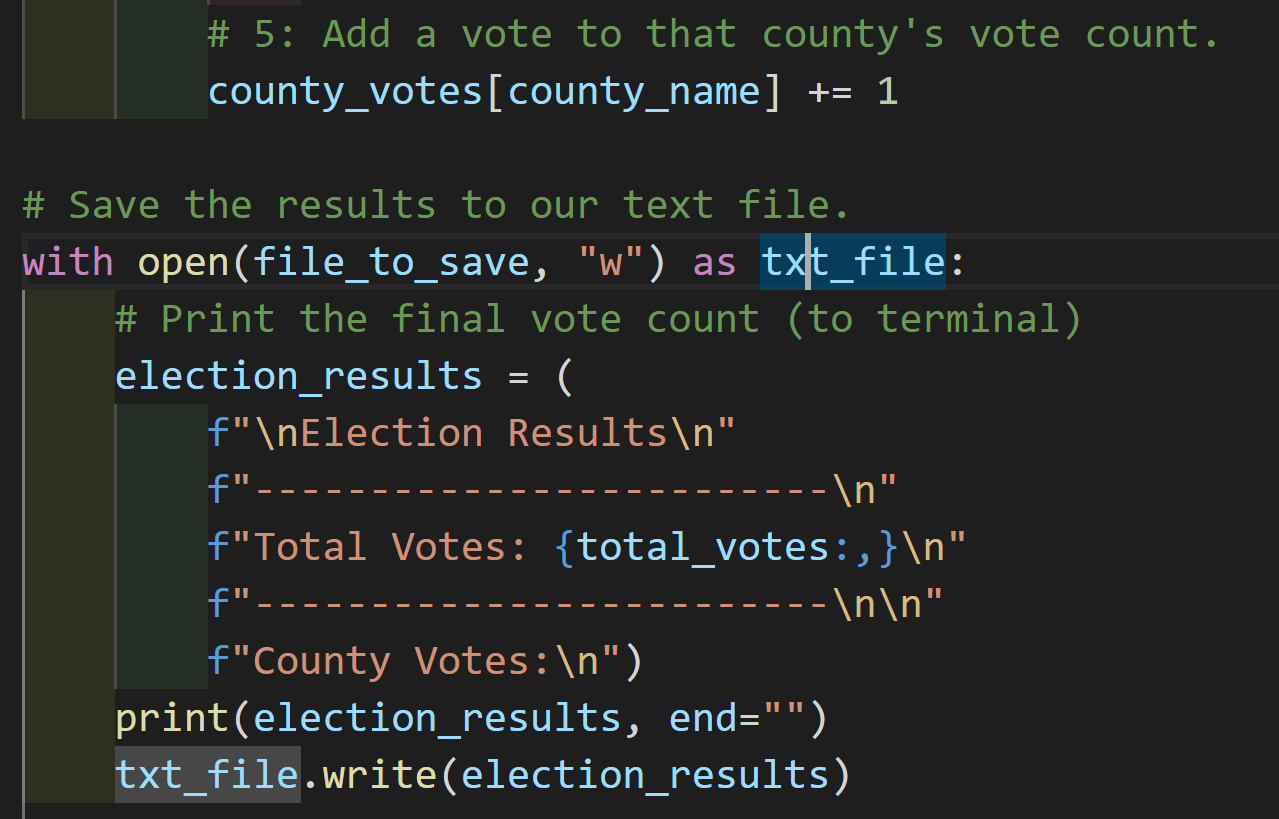 # 5: Add a vote to that county's vote count.
county_votes[county_name] += 1
# Save the results to our text file.
with open(file_to_save, "w") as txt_file:
# Print the final vote count (to terminal)
election_results = (
f"\nElection Results\n"
f"-------------------------\n"
f"Total Votes: {total_votes:,}\n"
f"-------------------------\n\n"
f"County Votes:\n")
print(election_results, end="")
txt_file.write(election_results)